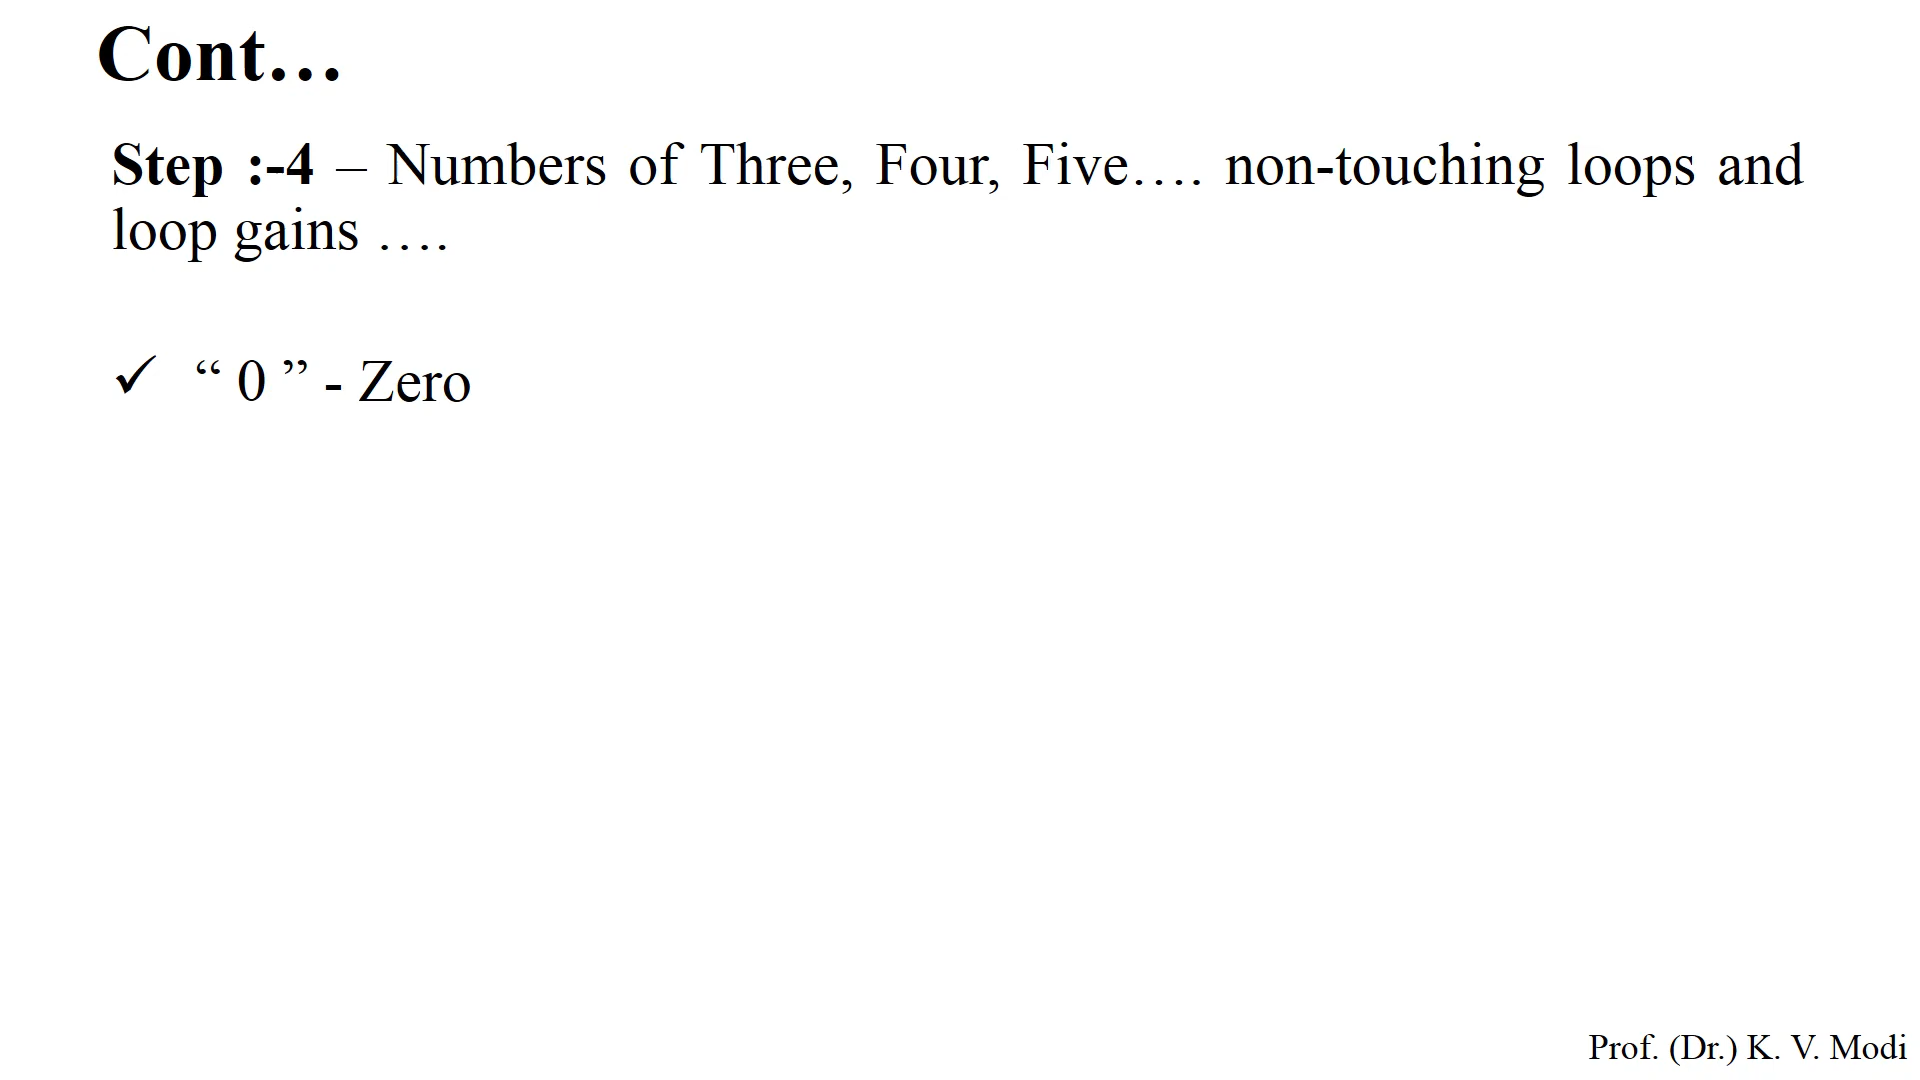 Cont…
Step :-4 – Numbers of Three, Four, Five…. non-touching loops and
loop gains ….
✓ “ 0 ” - Zero
Prof. (Dr.) K. V. Modi